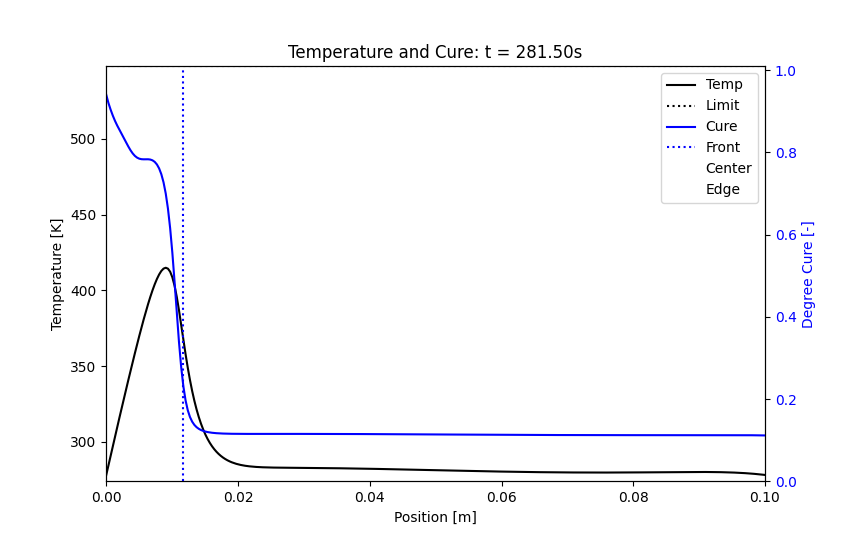 Temperature and Cure: t = 281.50s
Temp
Limit
Cure
Front
Center
Edge
Temperature [K]
500
450
400
350
300
Degree Cure [-]
1.0
0.8
0.6
0.4
0.2
0.0
0.00 0.02 0.04 0.06 0.08 0.10
Position [m]